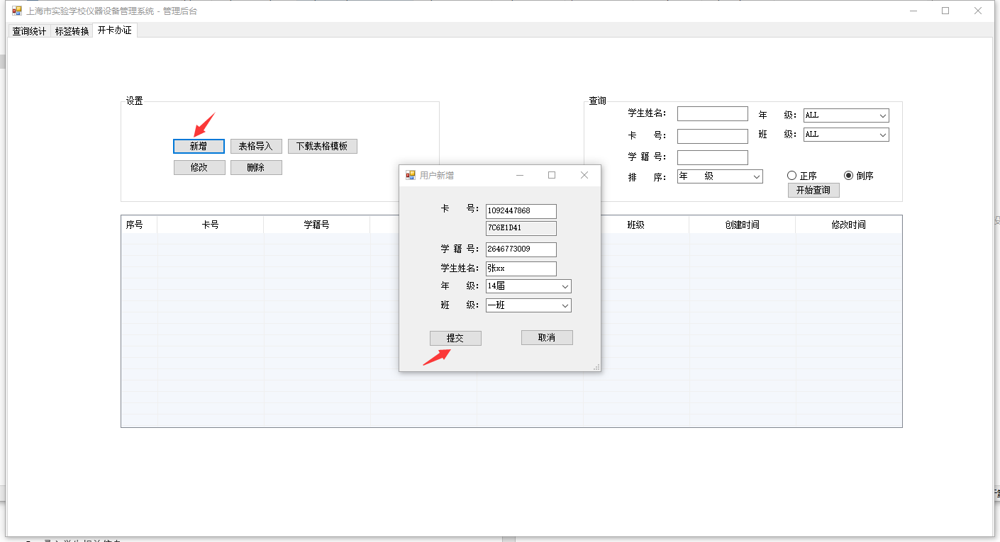 上海市实验学校仪器设备管理系统 - 管理后台
查询统计 标签转换 开卡办证
设置
新增 表格导入 下载表格模板
修改 删除
查询
学生姓名: 年 级: ALL
卡 号: 班 级: ALL
学 籍 号:
排 序: 年 级 正序 倒序
开始查询
序号 卡号 学籍号 班级 创建时间 修改时间
用户新增
卡 号: 1092447868
7C6E1D41
学 籍 号: 2646773009
学生姓名: 张xx
年 级: 14届
班 级: 一班
提交 取消